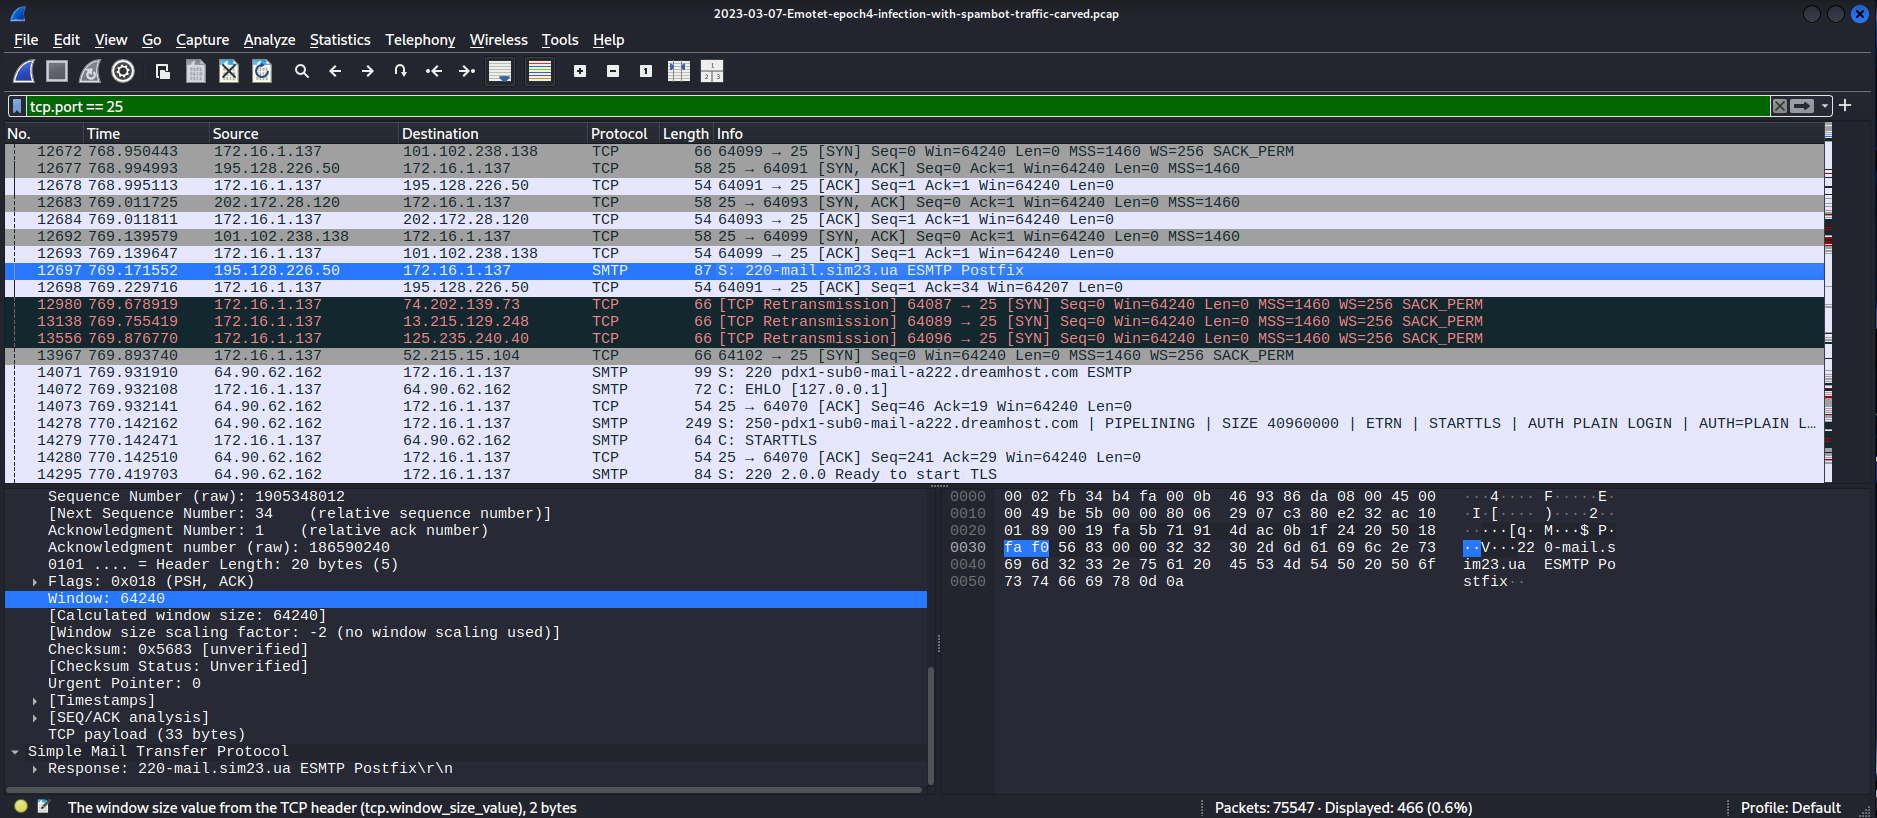 2023-03-07-Emotet-epoch4-infection-with-spambot-traffic-carved.pcap
File Edit View Go Capture Analyze Statistics Telephony Wireless Tools Help
tcp.port == 25
No. Time Source Destination Protocol Length Info
12672 768.950443 172.16.1.137 101.102.238.138 TCP 66 64099 → 25 [SYN] Seq=0 Win=64240 Len=0 MSS=1460 WS=256 SACK_PERM
12677 768.994993 195.128.226.50 172.16.1.137 TCP 58 25 → 64091 [SYN, ACK] Seq=0 Ack=1 Win=64240 Len=0 MSS=1460
12678 768.995113 172.16.1.137 195.128.226.50 TCP 54 64091 → 25 [ACK] Seq=1 Ack=1 Win=64240 Len=0
12683 769.011725 202.172.28.120 172.16.1.137 TCP 58 25 → 64093 [SYN, ACK] Seq=0 Ack=1 Win=64240 Len=0 MSS=1460
12684 769.011811 172.16.1.137 202.172.28.120 TCP 54 64093 → 25 [ACK] Seq=1 Ack=1 Win=64240 Len=0
12692 769.139579 101.102.238.138 172.16.1.137 TCP 58 25 → 64099 [SYN, ACK] Seq=0 Ack=1 Win=64240 Len=0 MSS=1460
12693 769.139647 172.16.1.137 101.102.238.138 TCP 54 64099 → 25 [ACK] Seq=1 Ack=1 Win=64240 Len=0
12697 769.171552 195.128.226.50 172.16.1.137 SMTP 87 S: 220-mail.sim23.ua ESMTP Postfix
12698 769.229716 172.16.1.137 195.128.226.50 TCP 54 64091 → 25 [ACK] Seq=1 Ack=34 Win=64207 Len=0
12980 769.678919 172.16.1.137 74.202.139.73 TCP 66 [TCP Retransmission] 64087 → 25 [SYN] Seq=0 Win=64240 Len=0 MSS=1460 WS=256 SACK_PERM
13138 769.755419 172.16.1.137 13.215.129.248 TCP 66 [TCP Retransmission] 64089 → 25 [SYN] Seq=0 Win=64240 Len=0 MSS=1460 WS=256 SACK_PERM
13556 769.876770 172.16.1.137 125.235.240.40 TCP 66 [TCP Retransmission] 64096 → 25 [SYN] Seq=0 Win=64240 Len=0 MSS=1460 WS=256 SACK_PERM
13967 769.893740 172.16.1.137 52.215.15.104 TCP 66 64102 → 25 [SYN] Seq=0 Win=64240 Len=0 MSS=1460 WS=256 SACK_PERM
14071 769.931910 64.90.62.162 172.16.1.137 SMTP 99 S: 220 pdx1-sub0-mail-a222.dreamhost.com ESMTP
14072 769.932108 172.16.1.137 64.90.62.162 SMTP 72 C: EHLO [127.0.0.1]
14073 769.932141 64.90.62.162 172.16.1.137 TCP 54 25 → 64070 [ACK] Seq=46 Ack=19 Win=64240 Len=0
14278 770.142162 64.90.62.162 172.16.1.137 SMTP 249 S: 250-pdx1-sub0-mail-a222.dreamhost.com | PIPELINING | SIZE 40960000 | ETRN | STARTTLS | AUTH PLAIN LOGIN | AUTH=PLAIN L…
14279 770.142471 172.16.1.137 64.90.62.162 SMTP 64 C: STARTTLS
14280 770.142510 64.90.62.162 172.16.1.137 TCP 54 25 → 64070 [ACK] Seq=241 Ack=29 Win=64240 Len=0
14295 770.419703 64.90.62.162 172.16.1.137 SMTP 84 S: 220 2.0.0 Ready to start TLS
Sequence Number (raw): 1905348012
[Next Sequence Number: 34 (relative sequence number)]
Acknowledgment Number: 1 (relative ack number)
Acknowledgment number (raw): 186590240
0101 .... = Header Length: 20 bytes (5)
Flags: 0x018 (PSH, ACK)
Window: 64240
[Calculated window size: 64240]
[Window size scaling factor: -2 (no window scaling used)]
Checksum: 0x5683 [unverified]
[Checksum Status: Unverified]
Urgent Pointer: 0
[Timestamps]
[SEQ/ACK analysis]
TCP payload (33 bytes)
Simple Mail Transfer Protocol
Response: 220-mail.sim23.ua ESMTP Postfix\r\n
0000 00 02 fb 34 b4 fa 00 0b 46 93 86 da 08 00 45 00 ···4···· F·····E·
0010 00 49 be 5b 00 00 80 06 29 07 c3 80 e2 32 ac 10 ·I·[···· )····2··
0020 01 89 00 19 fa 5b 71 91 4d ac 0b 1f 24 20 50 18 ·····[q· M···$ P·
0030 fa f0 56 83 00 00 32 32 30 2d 6d 61 69 6c 2e 73 ··V···22 0-mail.s
0040 69 6d 32 33 2e 75 61 20 45 53 4d 54 50 20 50 6f im23.ua ESMTP Po
0050 73 74 66 69 78 0d 0a stfix··
The window size value from the TCP header (tcp.window_size_value), 2 bytes
Packets: 75547 · Displayed: 466 (0.6%)
Profile: Default